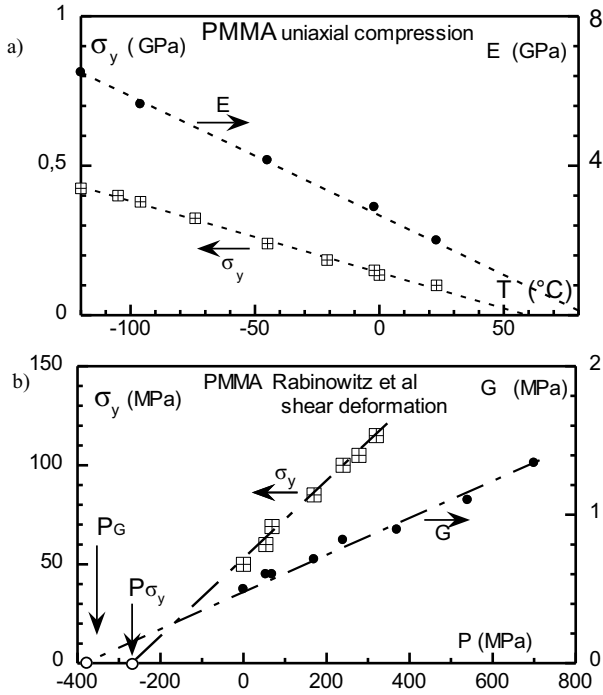 a)
1
σy (GPa)
PMMA uniaxial compression
E (GPa)
8
E
0,5
4
σy
0
T (°C)
0
-100
-50
0
50
b)
150
σy (MPa)
PMMA Rabinowitz et al
shear deformation
G (MPa)
2
100
σy
PG
Pσy
G
1
50
0
P (MPa)
0
-400
-200
0
200
400
600
800